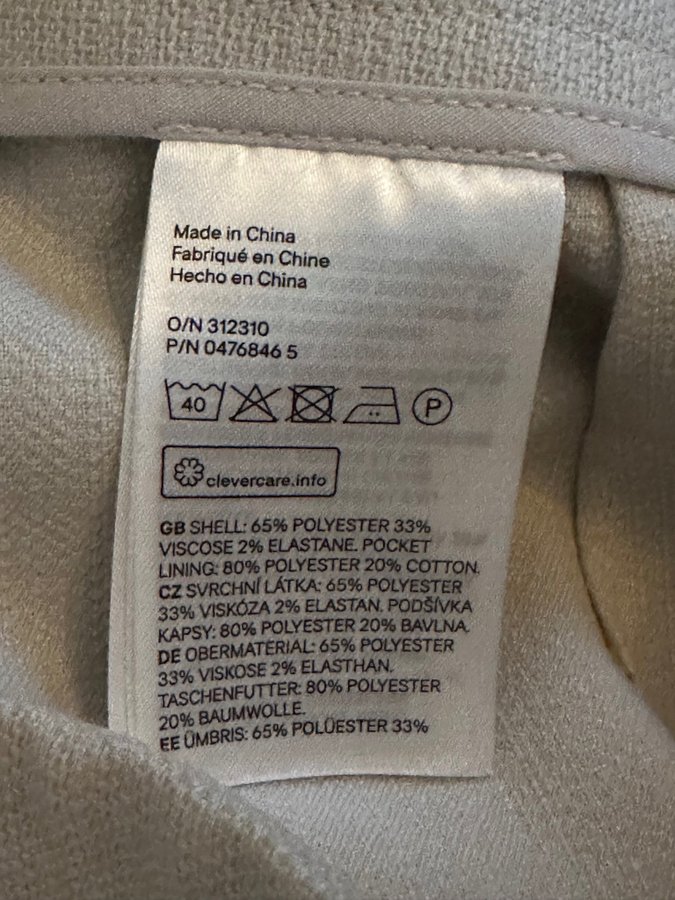 Made in China
Fabriqué en Chine
Hecho en China
O/N 312310
P/N 0476846 5
40
P
clevercare.info
GB SHELL: 65% POLYESTER 33%
VISCOSE 2% ELASTANE. POCKET
LINING: 80% POLYESTER 20% COTTON.
CZ SVRCHNÍ LÁTKA: 65% POLYESTER
33% VISKÓZA 2% ELASTAN. PODŠÍVKA
KAPSY: 80% POLYESTER 20% BAVLNA.
DE OBERMATERIAL: 65% POLYESTER
33% VISKOSE 2% ELASTHAN.
TASCHENFUTTER: 80% POLYESTER
20% BAUMWOLLE.
EE ÜMBRIS: 65% POLÜESTER 33%